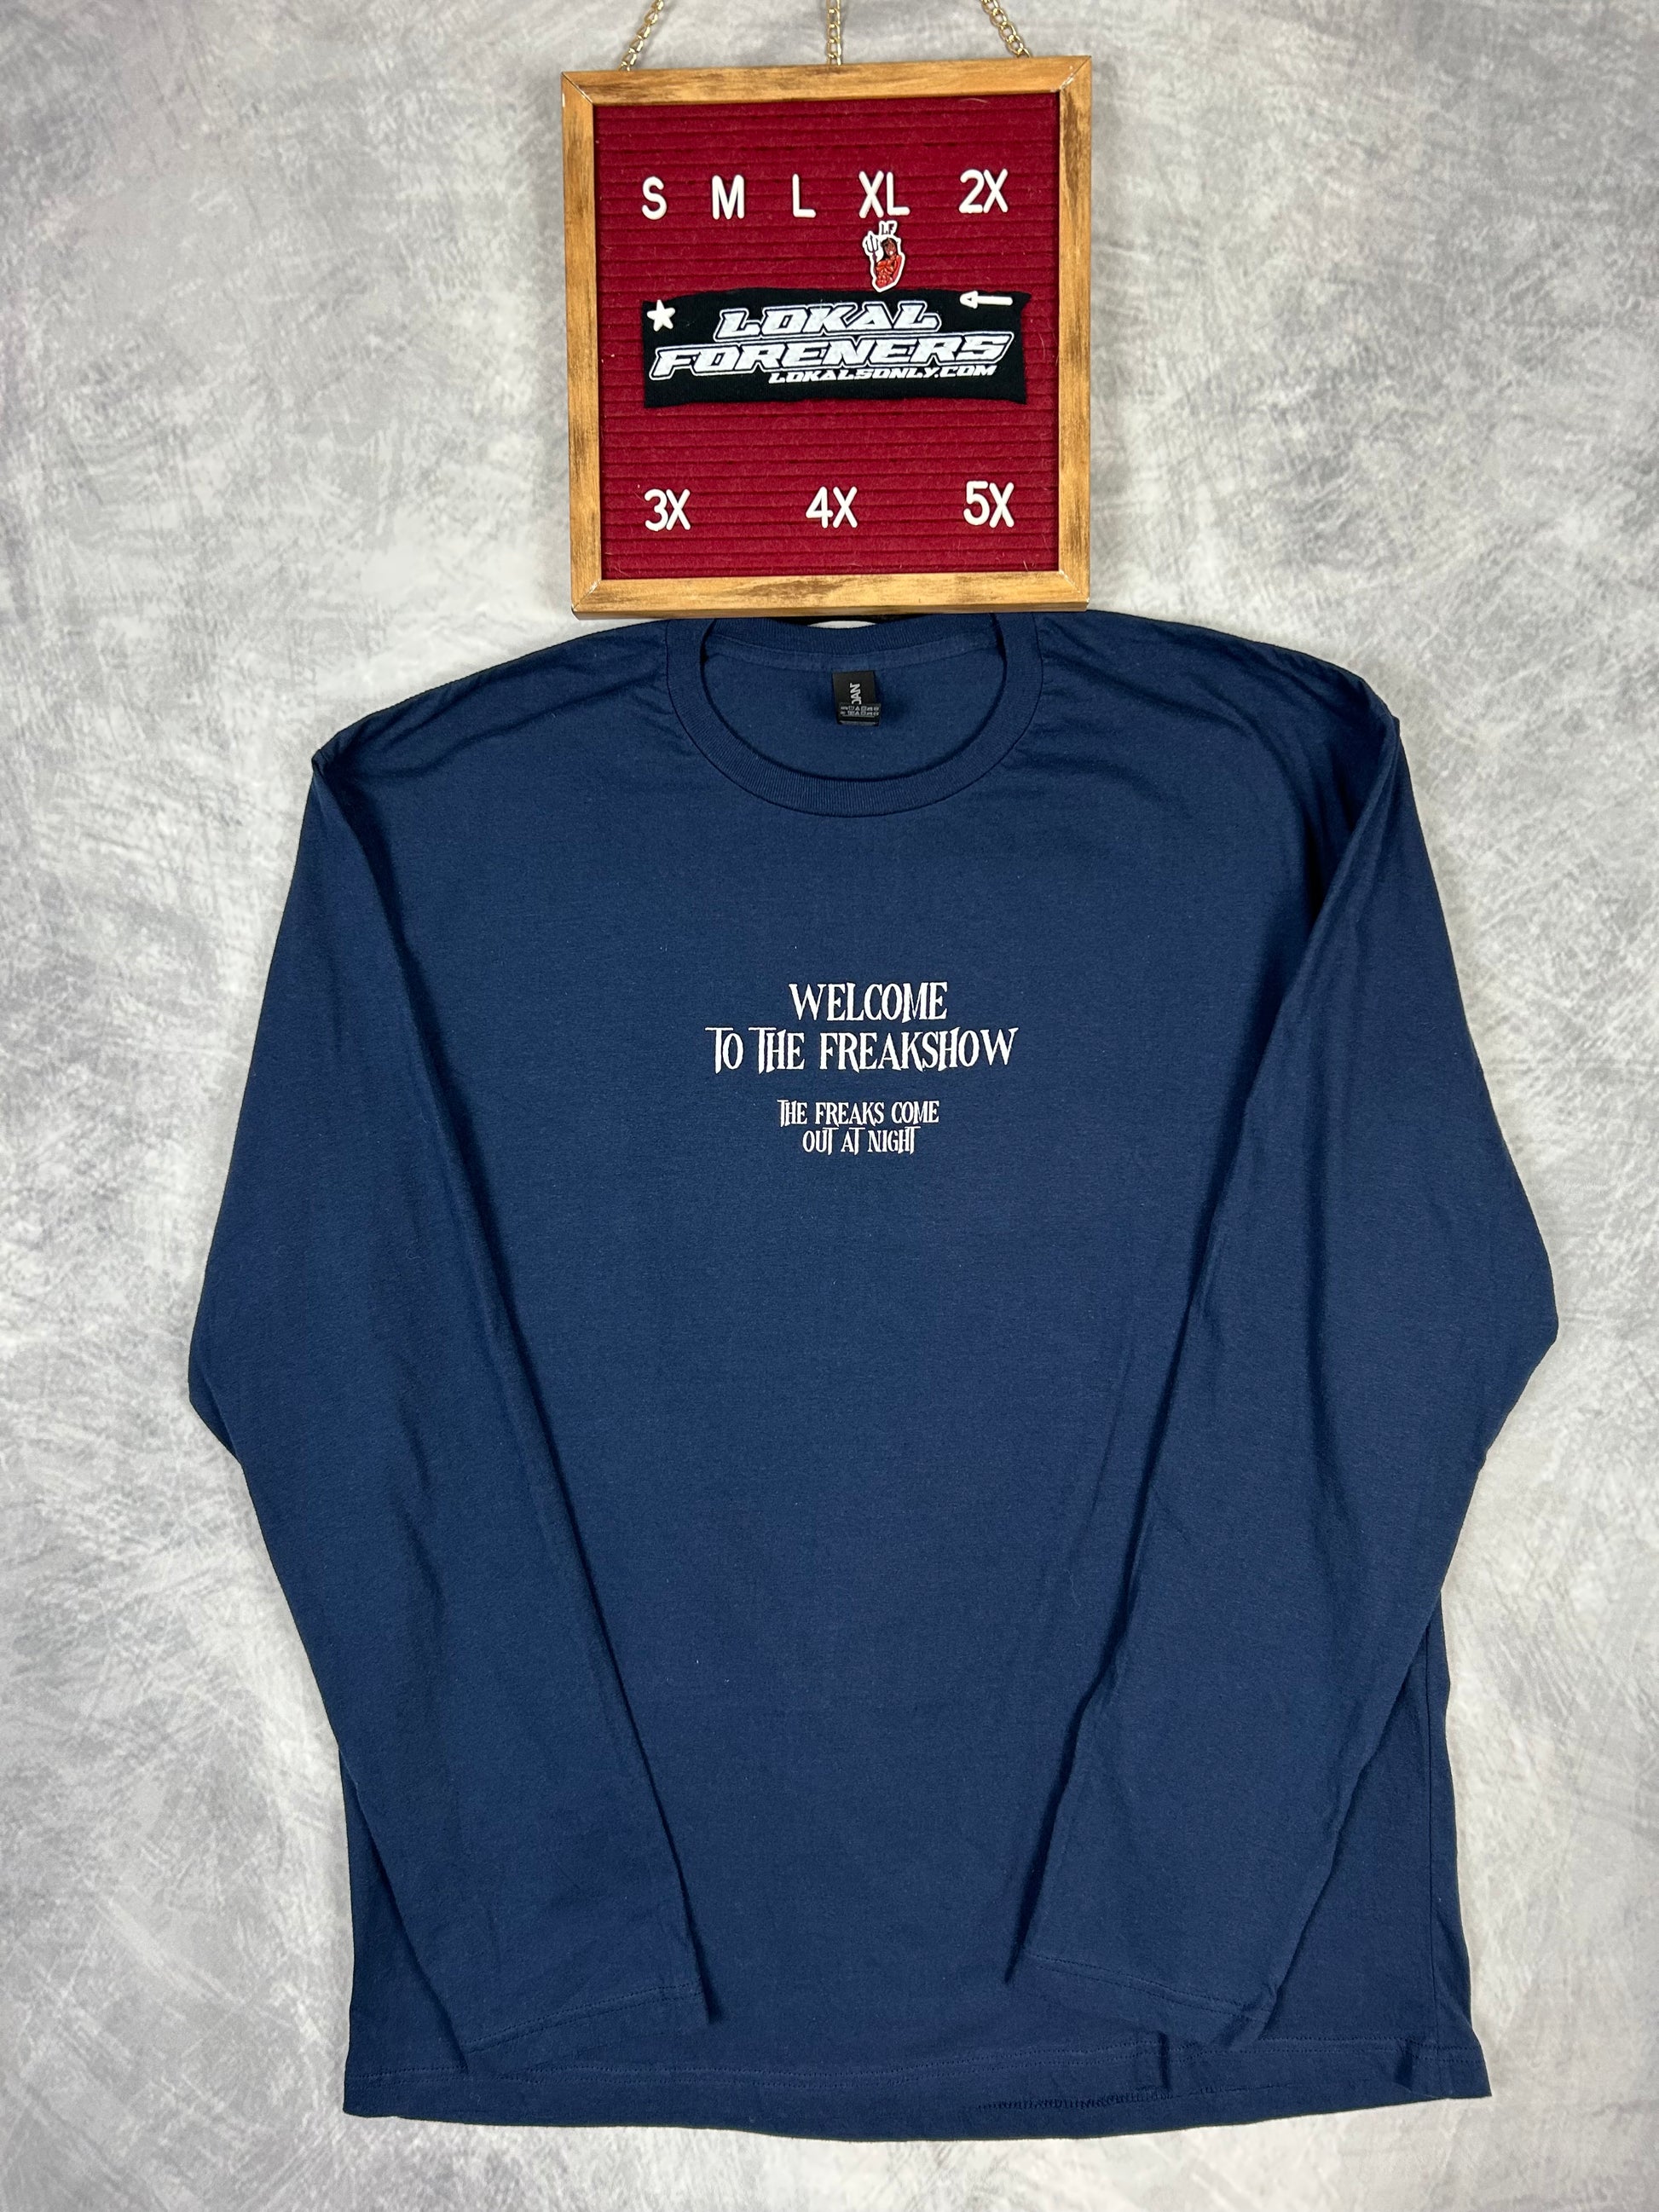 S M L XL 2X
LF
LOKAL
FORENERS
LOKALSONLY.COM
3X 4X 5X
WELCOME
TO THE FREAKSHOW
THE FREAKS COME
OUT AT NIGHT